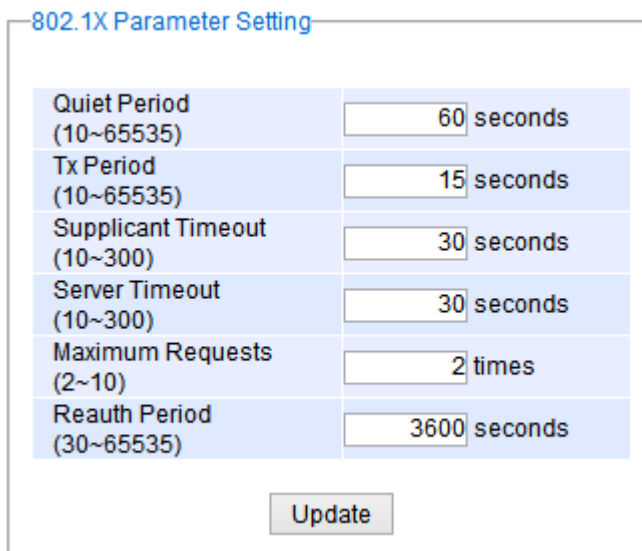 802.1X Parameter Setting
Quiet Period
(10~65535)
60 seconds
Tx Period
(10~65535)
15 seconds
Supplicant Timeout
(10~300)
30 seconds
Server Timeout
(10~300)
30 seconds
Maximum Requests
(2~10)
2 times
Reauth Period
(30~65535)
3600 seconds
Update